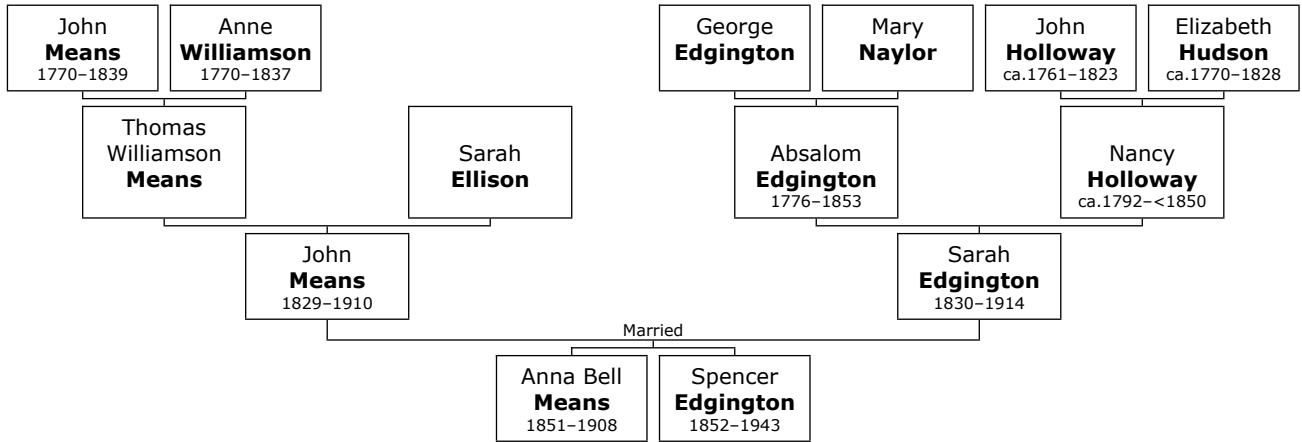 John
Means
1770–1839
Anne
Williamson
1770–1837
George
Edgington
Mary
Naylor
John
Holloway
ca.1761–1823
Elizabeth
Hudson
ca.1770–1828
Thomas
Williamson
Means
Sarah
Ellison
Absalom
Edgington
1776–1853
Nancy
Holloway
ca.1792–<1850
John
Means
1829–1910
Sarah
Edgington
1830–1914
Married
Anna Bell
Means
1851–1908
Spencer
Edgington
1852–1943